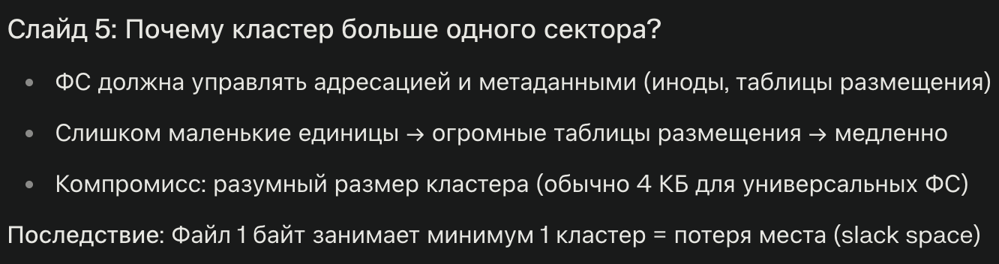 Слайд 5: Почему кластер больше одного сектора?
• ФС должна управлять адресацией и метаданными (иноды, таблицы размещения)
• Слишком маленькие единицы → огромные таблицы размещения → медленно
• Компромисс: разумный размер кластера (обычно 4 КБ для универсальных ФС)
Последствие: Файл 1 байт занимает минимум 1 кластер = потеря места (slack space)